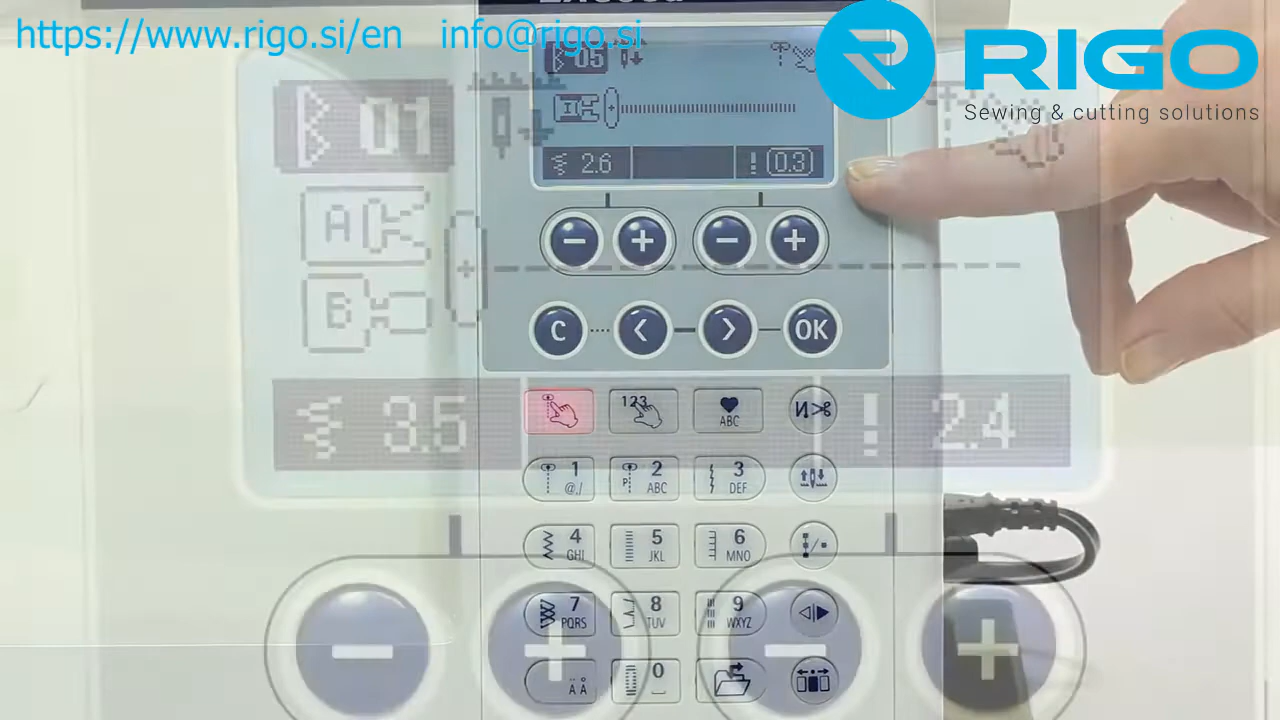 Exceed
https://www.rigo.si/en info@rigo.si
RIGO
Sewing & cutting solutions
05
01
2.6 0.3
A
B
C OK
3.5 2.4
123 ABC
1 @./ 2 ABC 3 DEF
P
4 GHI 5 JKL 6 MNO
7 PQRS 8 TUV 9 WXYZ
0
Ä Å